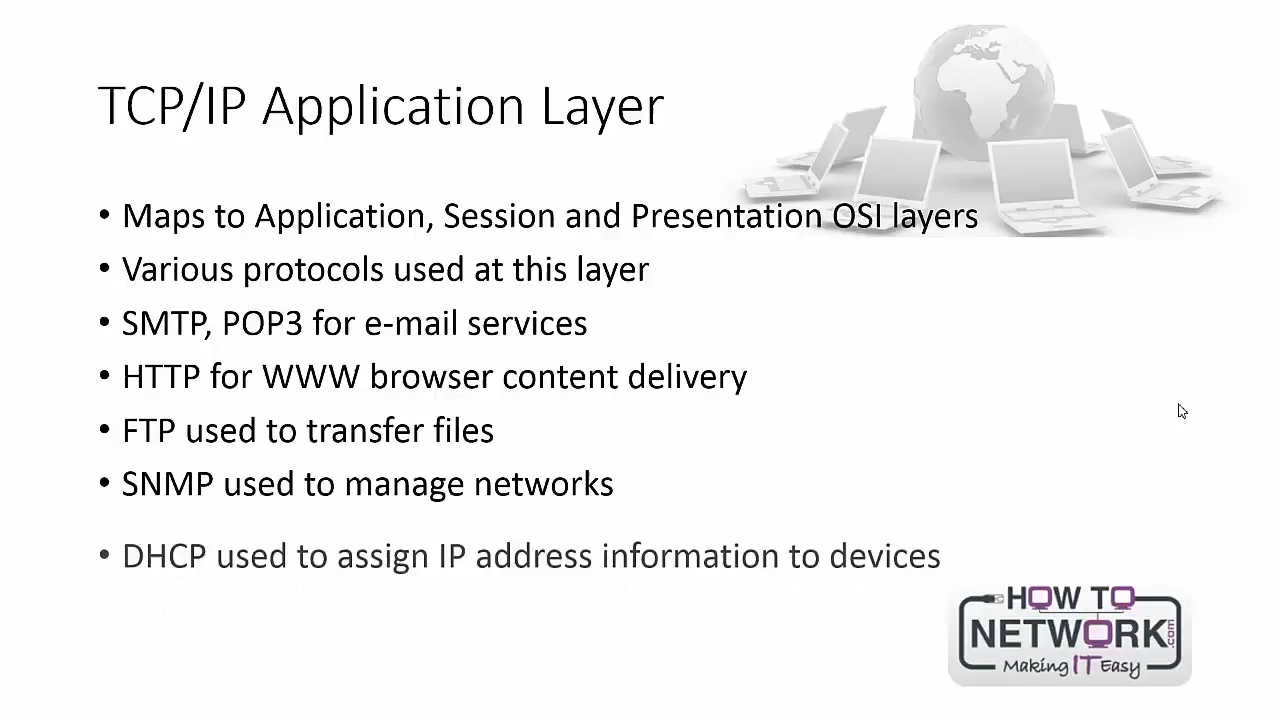 TCP/IP Application Layer
• Maps to Application, Session and Presentation OSI layers
• Various protocols used at this layer
• SMTP, POP3 for e-mail services
• HTTP for WWW browser content delivery
• FTP used to transfer files
• SNMP used to manage networks
• DHCP used to assign IP address information to devices
HOW TO
NETWORK.com
Making IT Easy